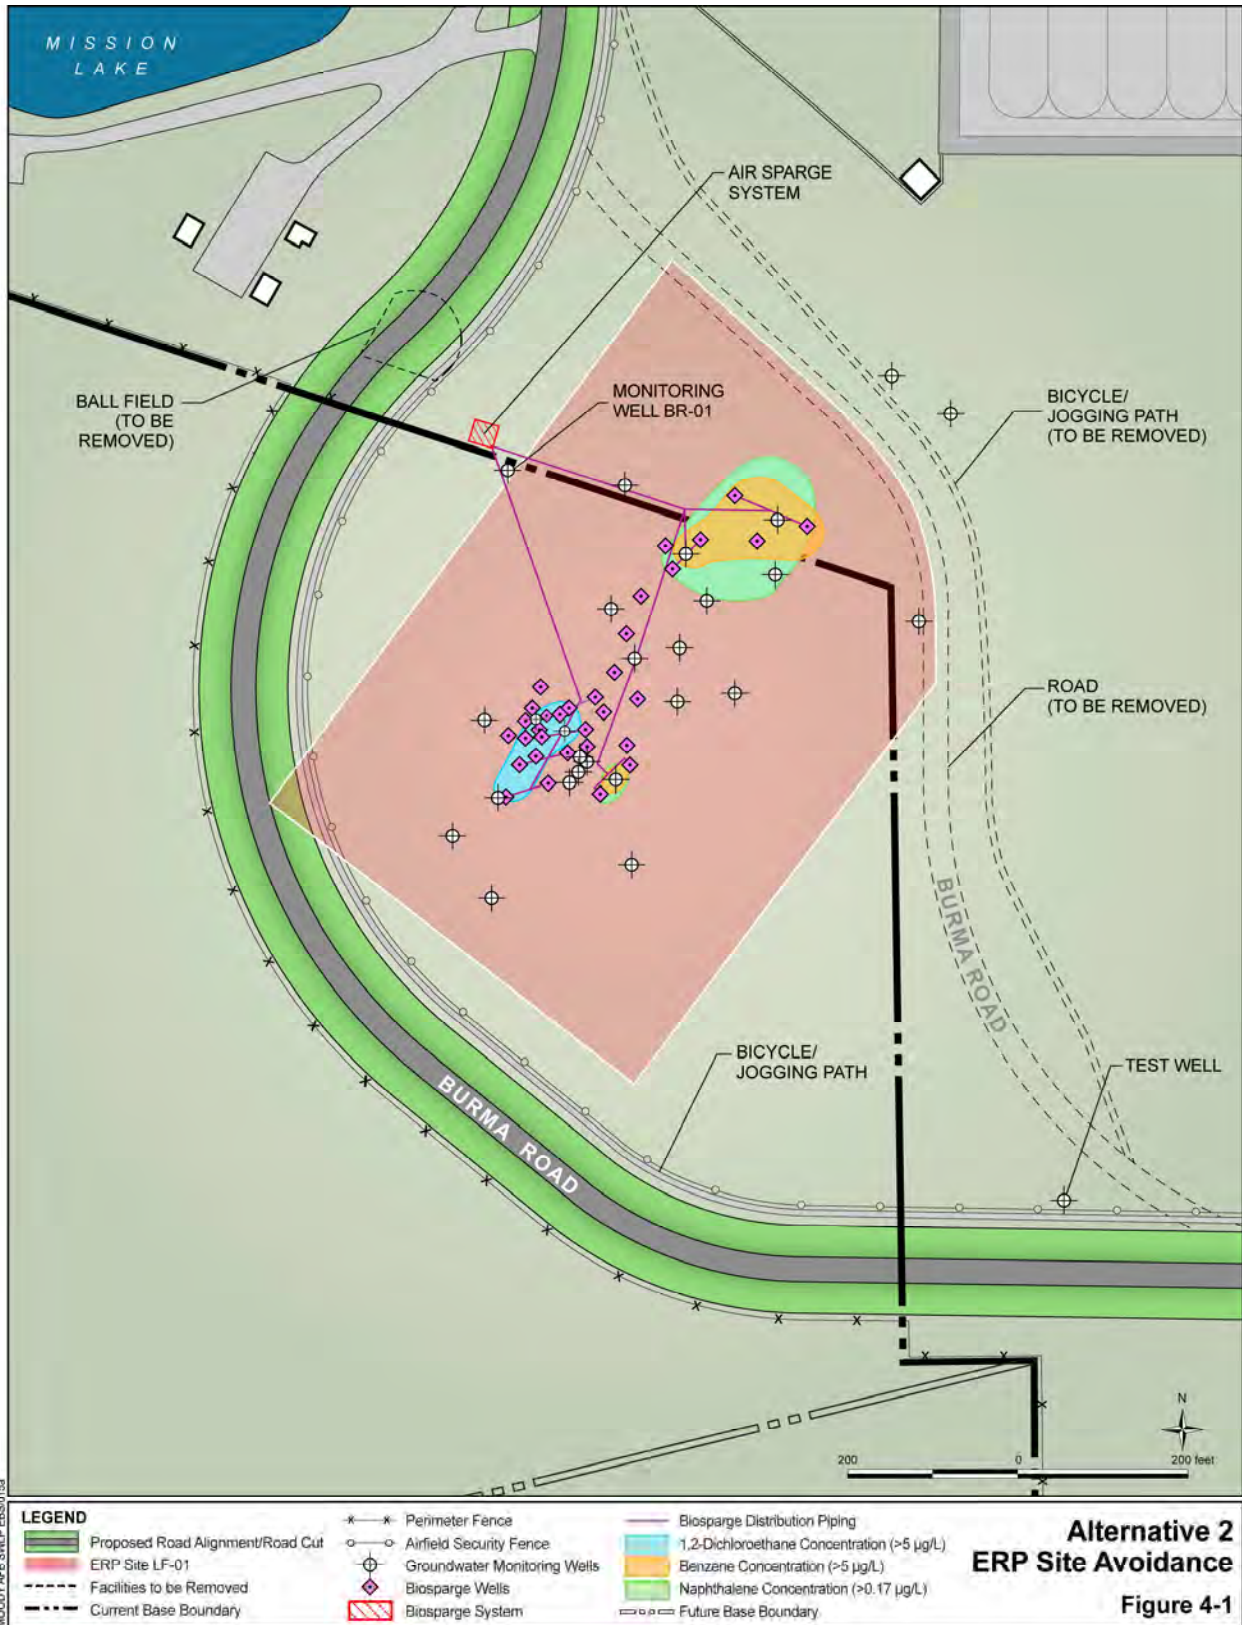 MISSION
LAKE
AIR SPARGE
SYSTEM
MONITORING
WELL BR-01
BALL FIELD
(TO BE
REMOVED)
BICYCLE/
JOGGING PATH
(TO BE REMOVED)
ROAD
(TO BE REMOVED)
BURMA ROAD
BICYCLE/
JOGGING PATH
TEST WELL
BURMA ROAD
N
200 0 200 feet
LEGEND
Proposed Road Alignment/Road Cut
ERP Site LF-01
Facilities to be Removed
Current Base Boundary
Perimeter Fence
Airfield Security Fence
Groundwater Monitoring Wells
Biosparge Wells
Biosparge System
Biosparge Distribution Piping
1,2-Dichloroethane Concentration (>5 µg/L)
Benzene Concentration (>5 µg/L)
Naphthalene Concentration (>0.17 µg/L)
Future Base Boundary
Alternative 2
ERP Site Avoidance
Figure 4-1